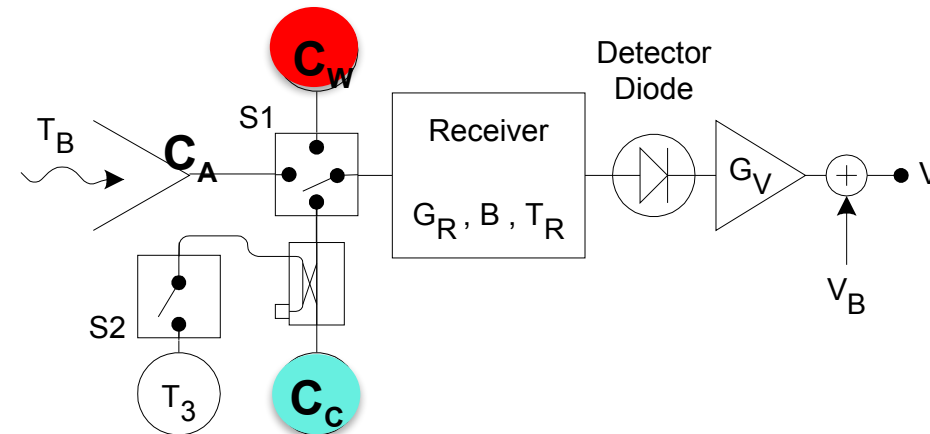 C_W
Detector
Diode
S1
T_B
C_A
Receiver
G_R , B , T_R
G_V
+
V
V_B
S2
T_3
C_C